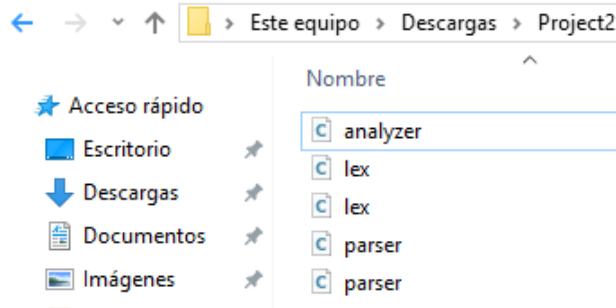 Este equipo > Descargas > Project2
Nombre
Acceso rápido
Escritorio
Descargas
Documentos
Imágenes
analyzer
lex
lex
parser
parser